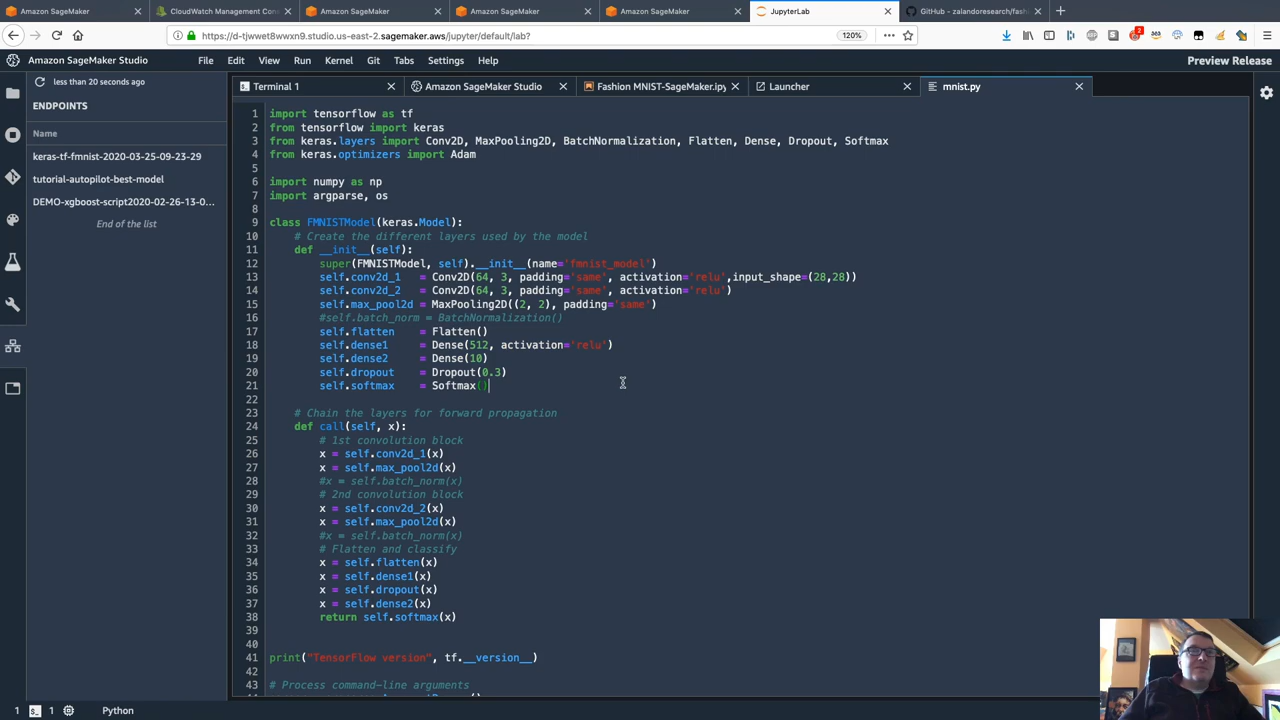 Amazon SageMaker
CloudWatch Management Con
Amazon SageMaker
Amazon SageMaker
Amazon SageMaker
JupyterLab
GitHub - zalandoresearch/fash
https://d-tjwwet8wwxn9.studio.us-east-2.sagemaker.aws/jupyter/default/lab?
120%
2
Amazon SageMaker Studio File Edit View Run Kernel Git Tabs Settings Help Preview Release
less than 20 seconds ago
ENDPOINTS
Name
keras-tf-fmnist-2020-03-25-09-23-29
tutorial-autopilot-best-model
DEMO-xgboost-script2020-02-26-13-0...
End of the list
Terminal 1
Amazon SageMaker Studio
Fashion MNIST-SageMaker.ipy
Launcher
mnist.py
1 import tensorflow as tf
2 from tensorflow import keras
3 from keras.layers import Conv2D, MaxPooling2D, BatchNormalization, Flatten, Dense, Dropout, Softmax
4 from keras.optimizers import Adam
5
6 import numpy as np
7 import argparse, os
8
9 class FMNISTModel(keras.Model):
10 # Create the different layers used by the model
11 def __init__(self):
12 super(FMNISTModel, self).__init__(name='fmnist_model')
13 self.conv2d_1 = Conv2D(64, 3, padding='same', activation='relu',input_shape=(28,28))
14 self.conv2d_2 = Conv2D(64, 3, padding='same', activation='relu')
15 self.max_pool2d = MaxPooling2D((2, 2), padding='same')
16 #self.batch_norm = BatchNormalization()
17 self.flatten = Flatten()
18 self.dense1 = Dense(512, activation='relu')
19 self.dense2 = Dense(10)
20 self.dropout = Dropout(0.3)
21 self.softmax = Softmax()
22
23 # Chain the layers for forward propagation
24 def call(self, x):
25 # 1st convolution block
26 x = self.conv2d_1(x)
27 x = self.max_pool2d(x)
28 #x = self.batch_norm(x)
29 # 2nd convolution block
30 x = self.conv2d_2(x)
31 x = self.max_pool2d(x)
32 #x = self.batch_norm(x)
33 # Flatten and classify
34 x = self.flatten(x)
35 x = self.dense1(x)
36 x = self.dropout(x)
37 x = self.dense2(x)
38 return self.softmax(x)
39
40
41 print("TensorFlow version", tf.__version__)
42
43 # Process command-line arguments
1 1 Python